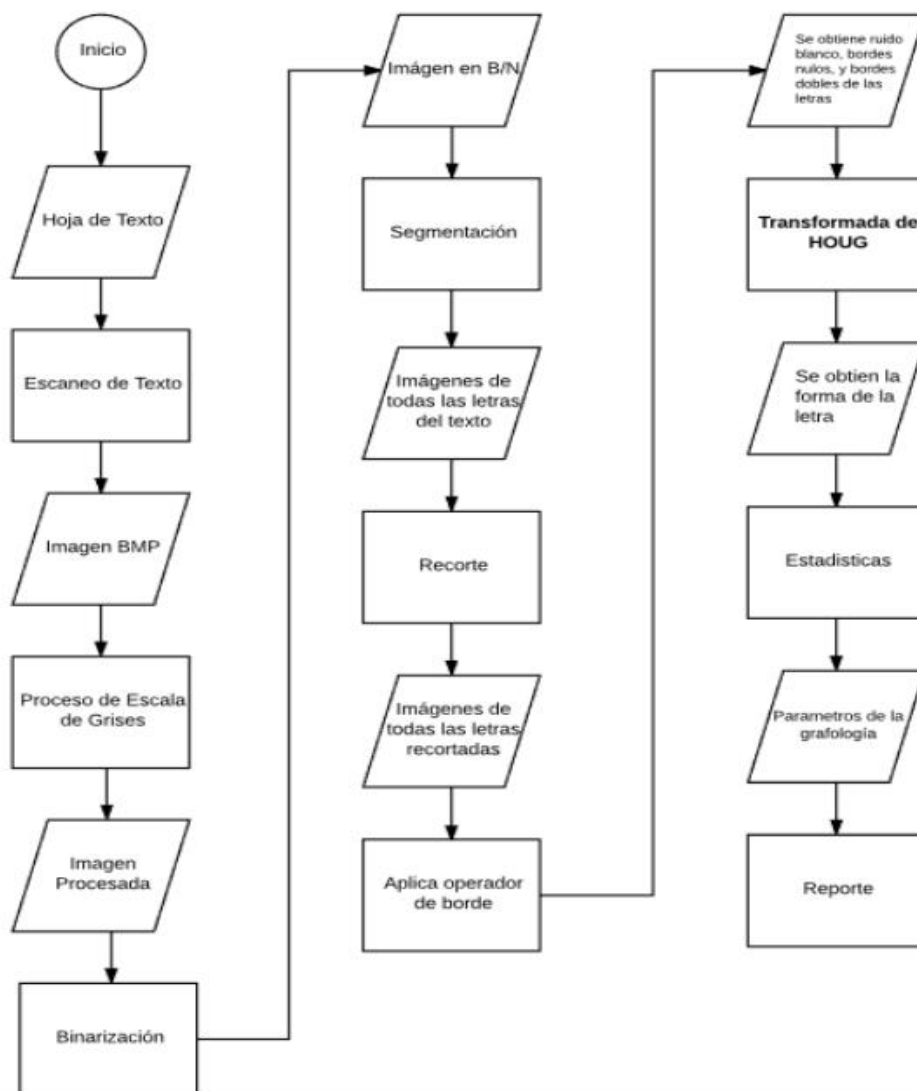 Inicio
Hoja de Texto
Escaneo de Texto
Imagen BMP
Proceso de Escala
de Grises
Imagen
Procesada
Binarización
Imágen en B/N
Segmentación
Imágenes de
todas las letras
del texto
Recorte
Imágenes de
todas las letras
recortadas
Aplica operador
de borde
Se obtiene ruido
blanco, bordes
nulos, y bordes
dobles de las
letras
Transformada de
HOUG
Se obtien la
forma de la
letra
Estadisticas
Parametros de la
grafología
Reporte